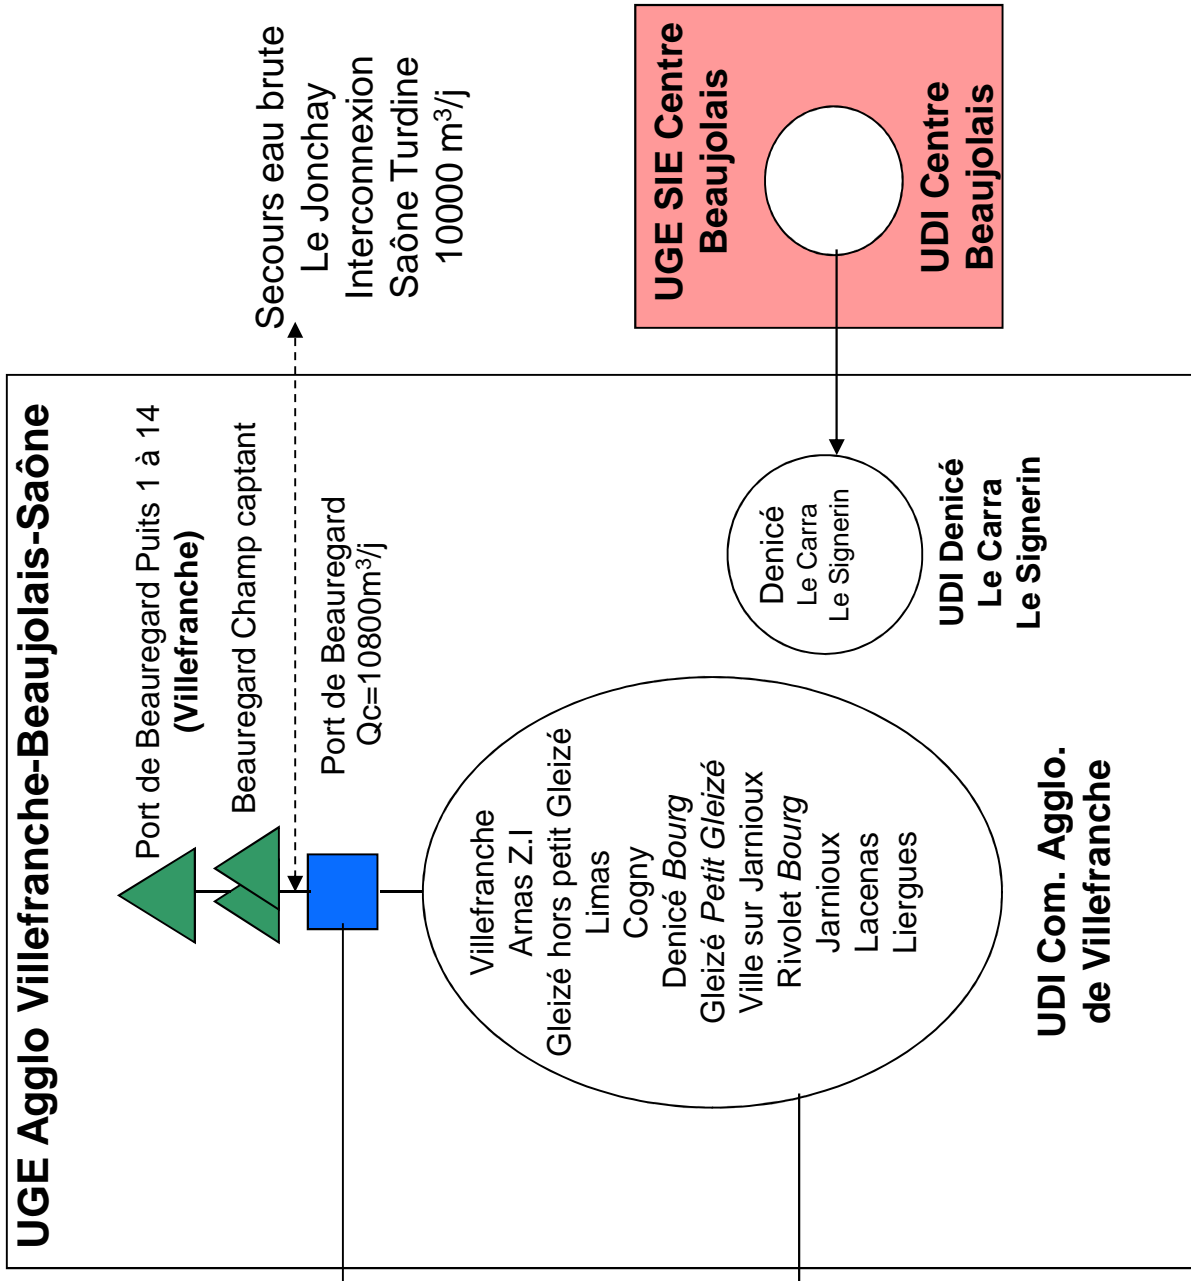 UGE Agglo Villefranche-Beaujolais-Saône
Port de Beauregard Puits 1 à 14
(Villefranche)
Beauregard Champ captant
Port de Beauregard
Qc=10800m³/j
Secours eau brute
Le Jonchay
Interconnexion
Saône Turdine
10000 m³/j
Villefranche
Arnas Z.I
Gleizé hors petit Gleizé
Limas
Cogny
Denicé Bourg
Gleizé Petit Gleizé
Ville sur Jarnioux
Rivolet Bourg
Jarnioux
Lacenas
Liergues
UDI Com. Agglo.
de Villefranche
Denicé
Le Carra
Le Signerin
UDI Denicé
Le Carra
Le Signerin
UGE SIE Centre
Beaujolais
UDI Centre
Beaujolais